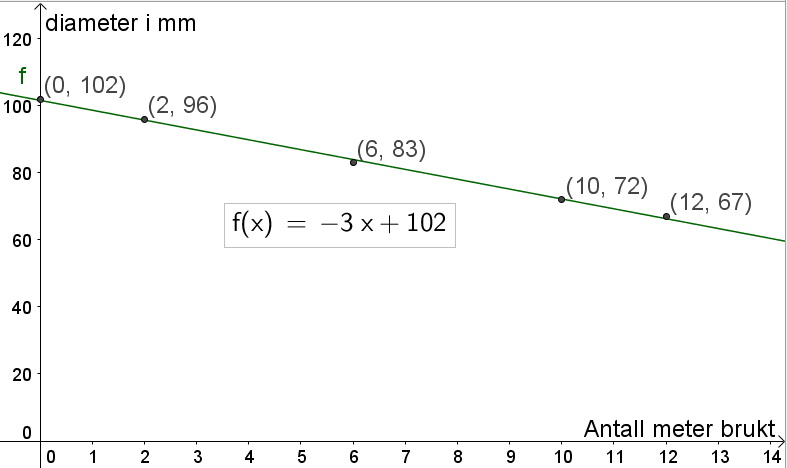 diameter i mm
120
f
(0, 102)
100
(2, 96)
(6, 83)
80
(10, 72)
(12, 67)
f(x) = −3 x + 102
60
40
20
Antall meter brukt
0
0 1 2 3 4 5 6 7 8 9 10 11 12 13 14